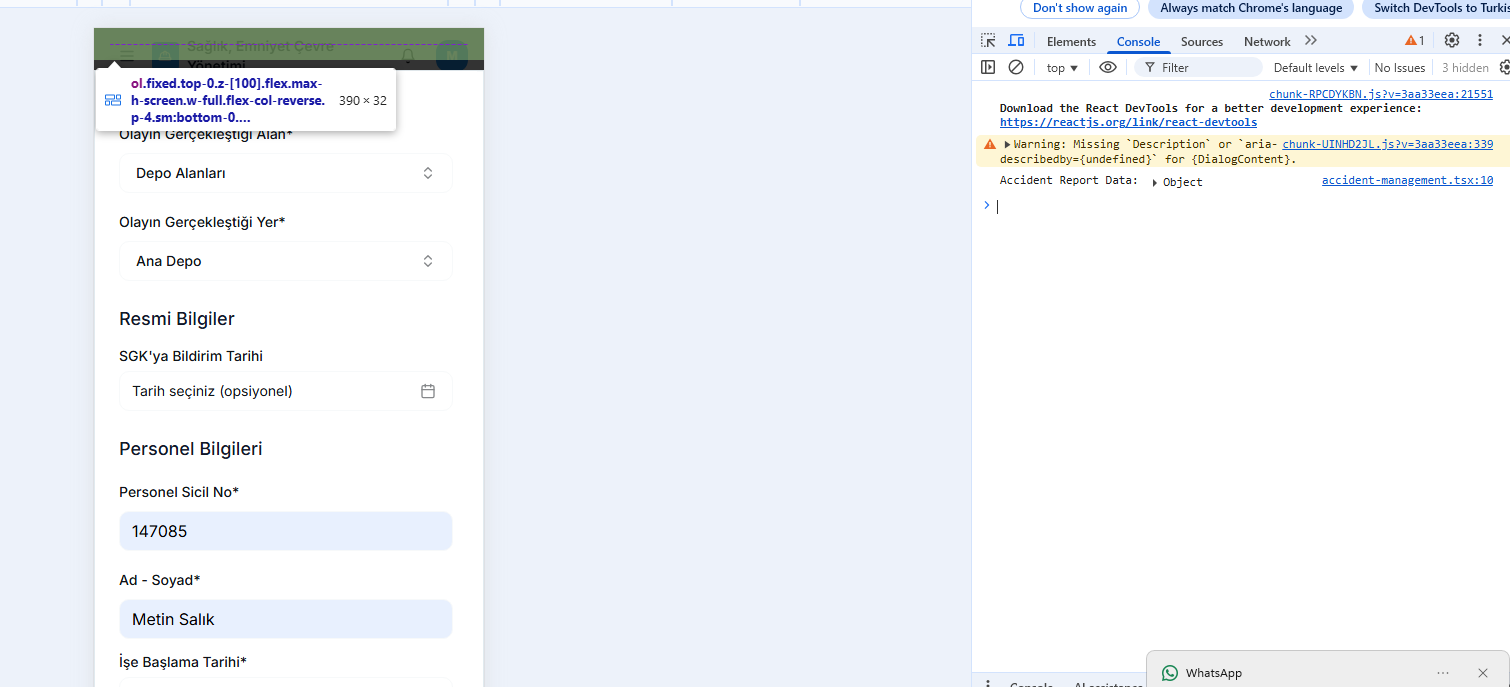 Don't show again
Always match Chrome's language
Switch DevTools to Turkis
Sağlık, Emniyet Çevre
Yönetimi
ol.fixed.top-0.z-[100].flex.max-
h-screen.w-full.flex-col-reverse.
p-4.sm:bottom-0....
390 × 32
Olayın Gerçekleştiği Alan*
Depo Alanları
Olayın Gerçekleştiği Yer*
Ana Depo
Resmi Bilgiler
SGK'ya Bildirim Tarihi
Tarih seçiniz (opsiyonel)
Personel Bilgileri
Personel Sicil No*
147085
Ad - Soyad*
Metin Salık
İşe Başlama Tarihi*
Elements
Console
Sources
Network
1
top
Filter
Default levels
No Issues
3 hidden
chunk-RPCDYKBN.js?v=3aa33eea:21551
Download the React DevTools for a better development experience:
https://reactjs.org/link/react-devtools
Warning: Missing `Description` or `aria-
chunk-UINHD2JL.js?v=3aa33eea:339
describedby={undefined}` for {DialogContent}.
Accident Report Data:
Object
accident-management.tsx:10
Console
AI assistance
WhatsApp